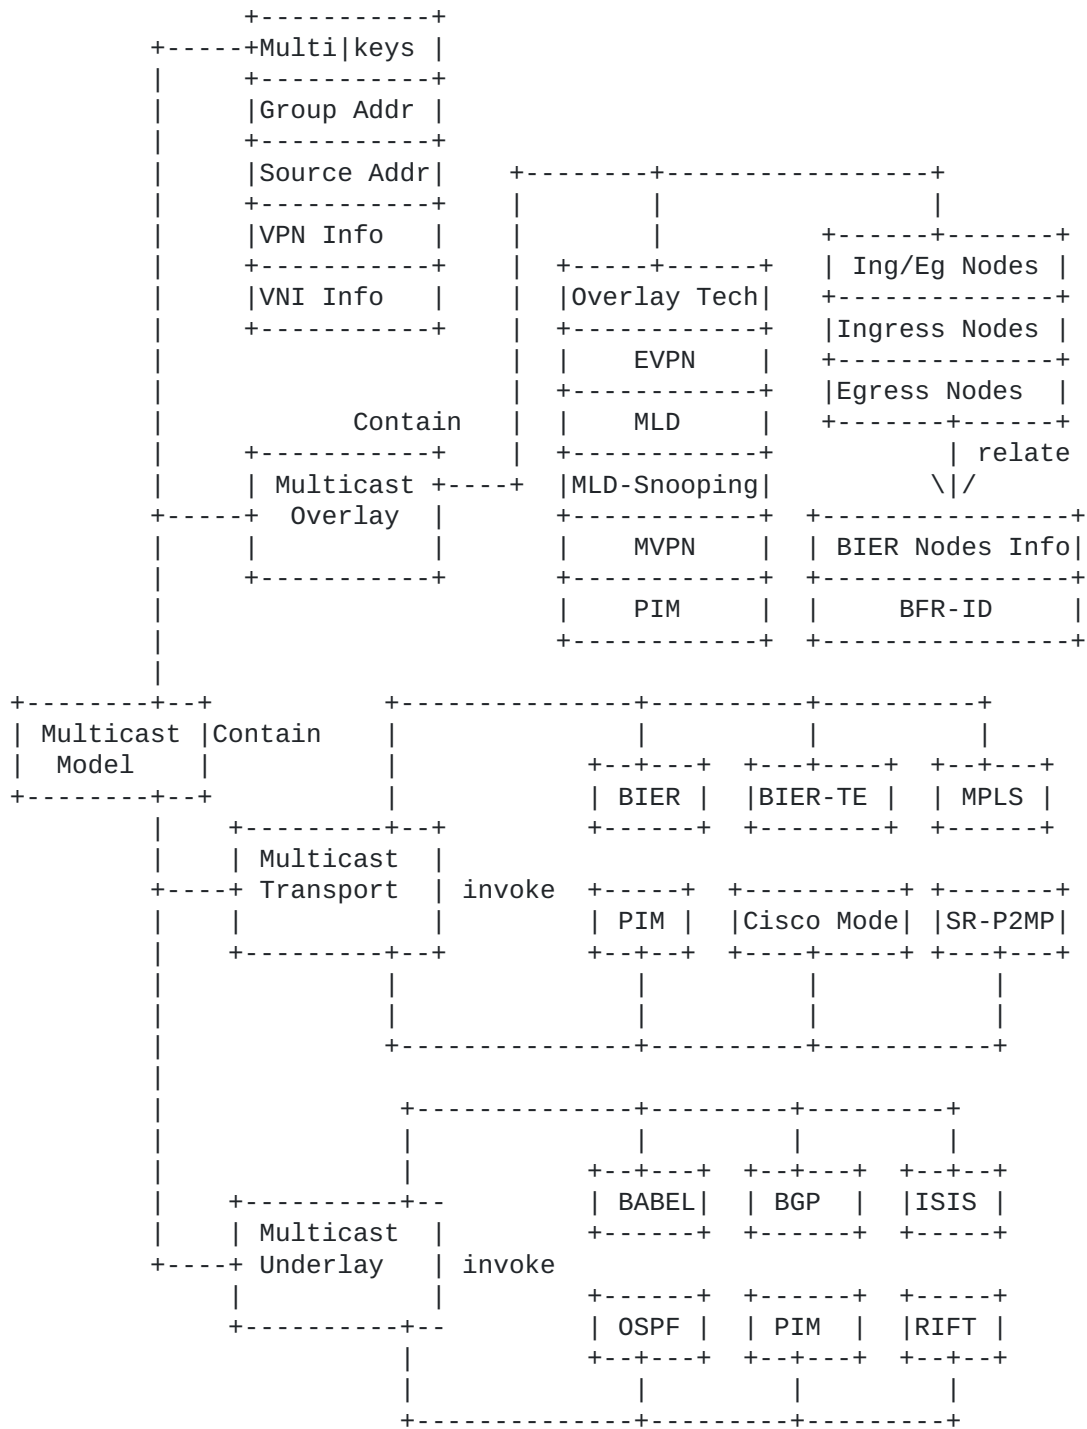 Multi|keys
Group Addr
Source Addr
VPN Info
Ing/Eg Nodes
VNI Info
Overlay Tech
Ingress Nodes
EVPN
Egress Nodes
Contain
MLD
relate
Multicast
MLD-Snooping
Overlay
MVPN
BIER Nodes Info
PIM
BFR-ID
Multicast
Contain
Model
BIER
BIER-TE
MPLS
Multicast
Transport
invoke
PIM
Cisco Mode
SR-P2MP
BABEL
BGP
ISIS
Multicast
Underlay
invoke
OSPF
PIM
RIFT